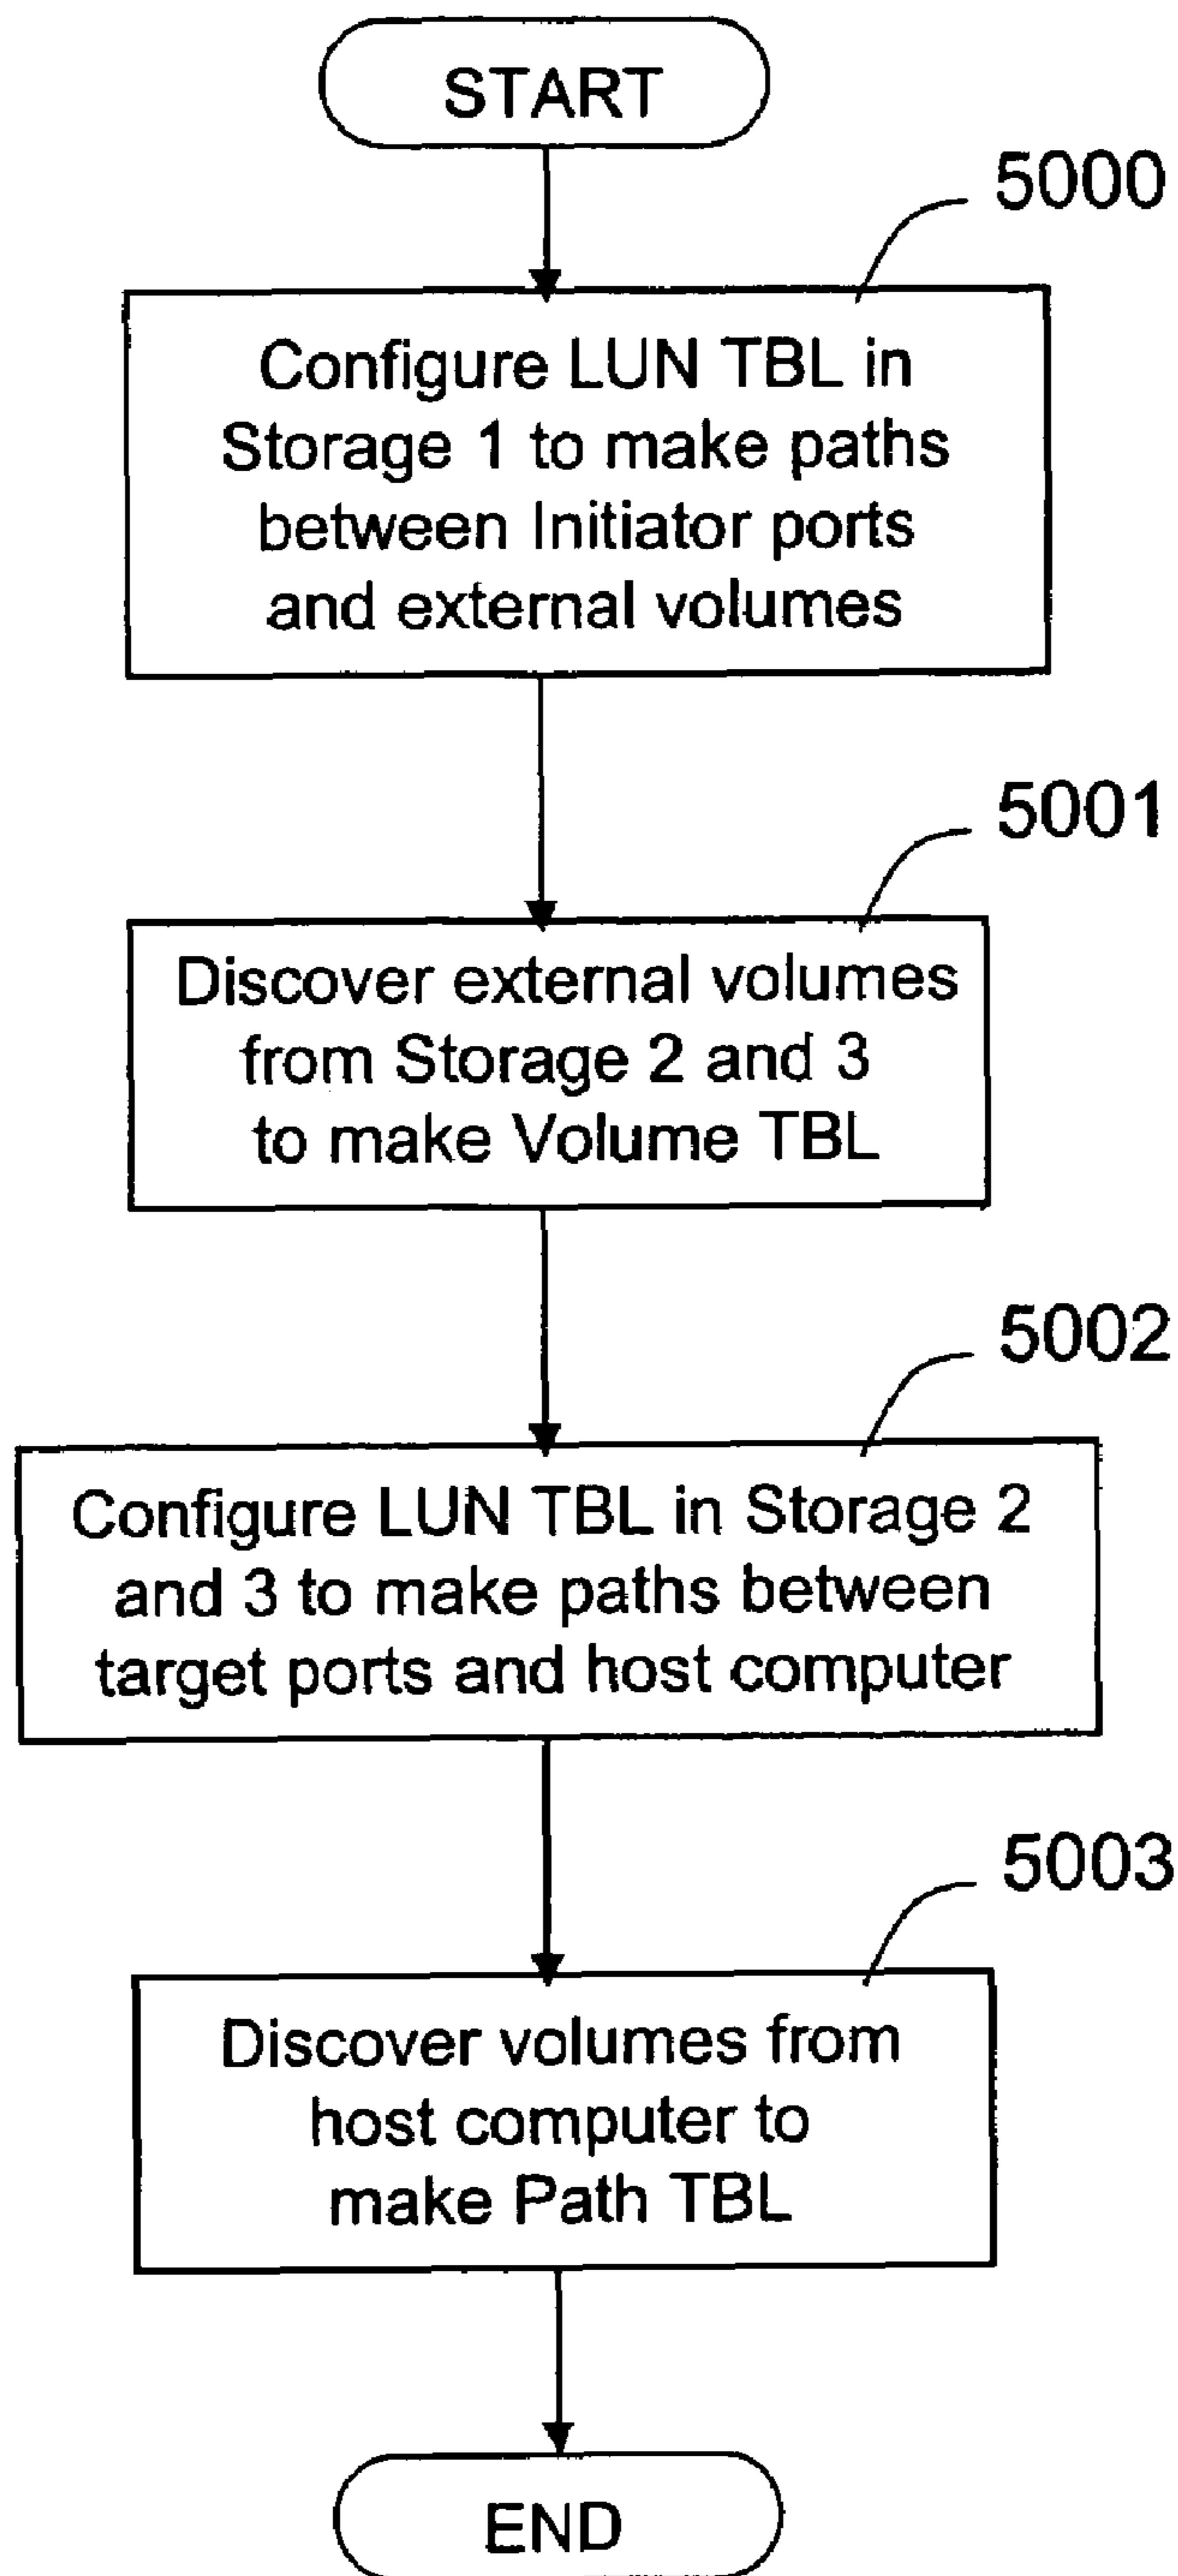 START
5000
Configure LUN TBL in
Storage 1 to make paths
between Initiator ports
and external volumes
5001
Discover external volumes
from Storage 2 and 3
to make Volume TBL
5002
Configure LUN TBL in Storage 2
and 3 to make paths between
target ports and host computer
5003
Discover volumes from
host computer to
make Path TBL
END